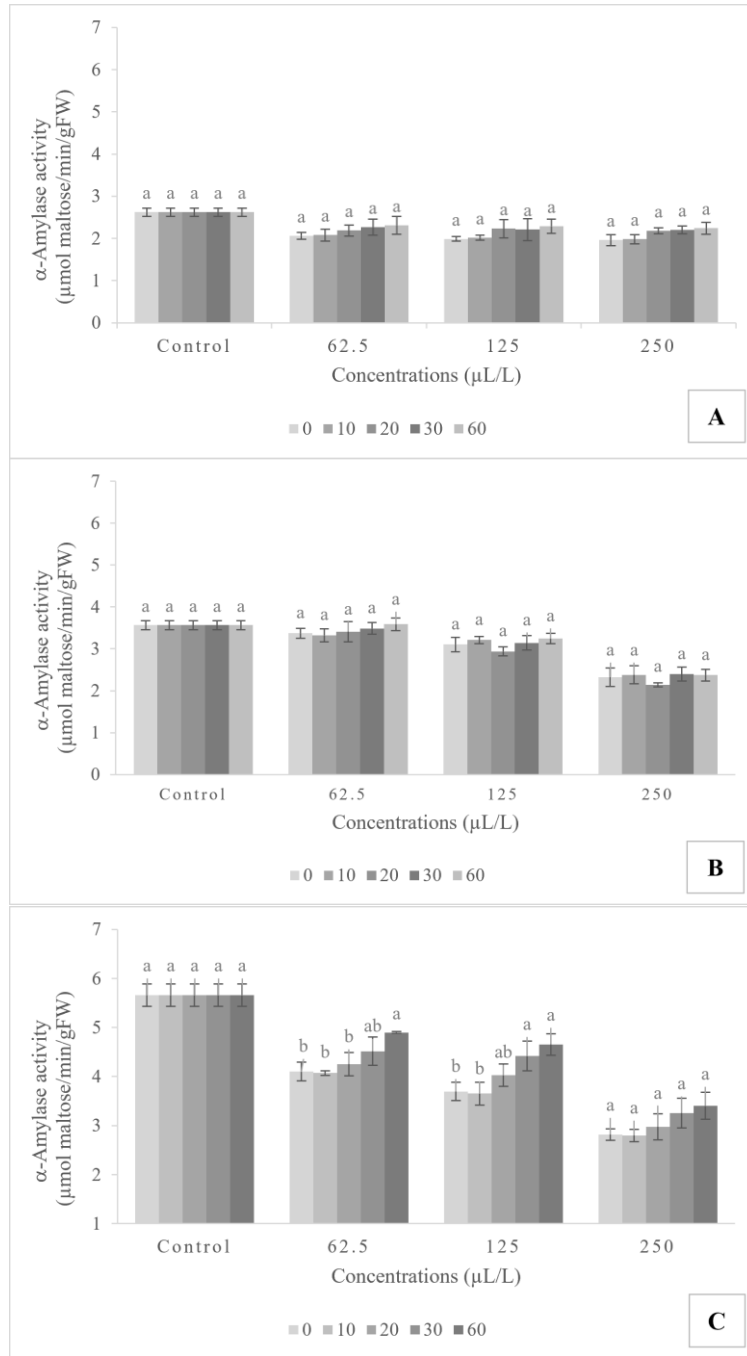 7
6
5
4
3
2
1
0
α-Amylase activity
(µmol maltose/min/gFW)
a a a a a
a a a a a
a a a a a
a a a a a
Control 62.5 125 250
Concentrations (µL/L)
0 10 20 30 60
A
7
6
5
4
3
2
1
0
α-Amylase activity
(µmol maltose/min/gFW)
a a a a a
a a a a a
a a a a a
a a a a a
Control 62.5 125 250
Concentrations (µL/L)
0 10 20 30 60
B
7
6
5
4
3
2
1
α-Amylase activity
(µmol maltose/min/gFW)
a a a a a
b b b ab a
b b ab a a
a a a a a
Control 62.5 125 250
Concentrations (µL/L)
0 10 20 30 60
C